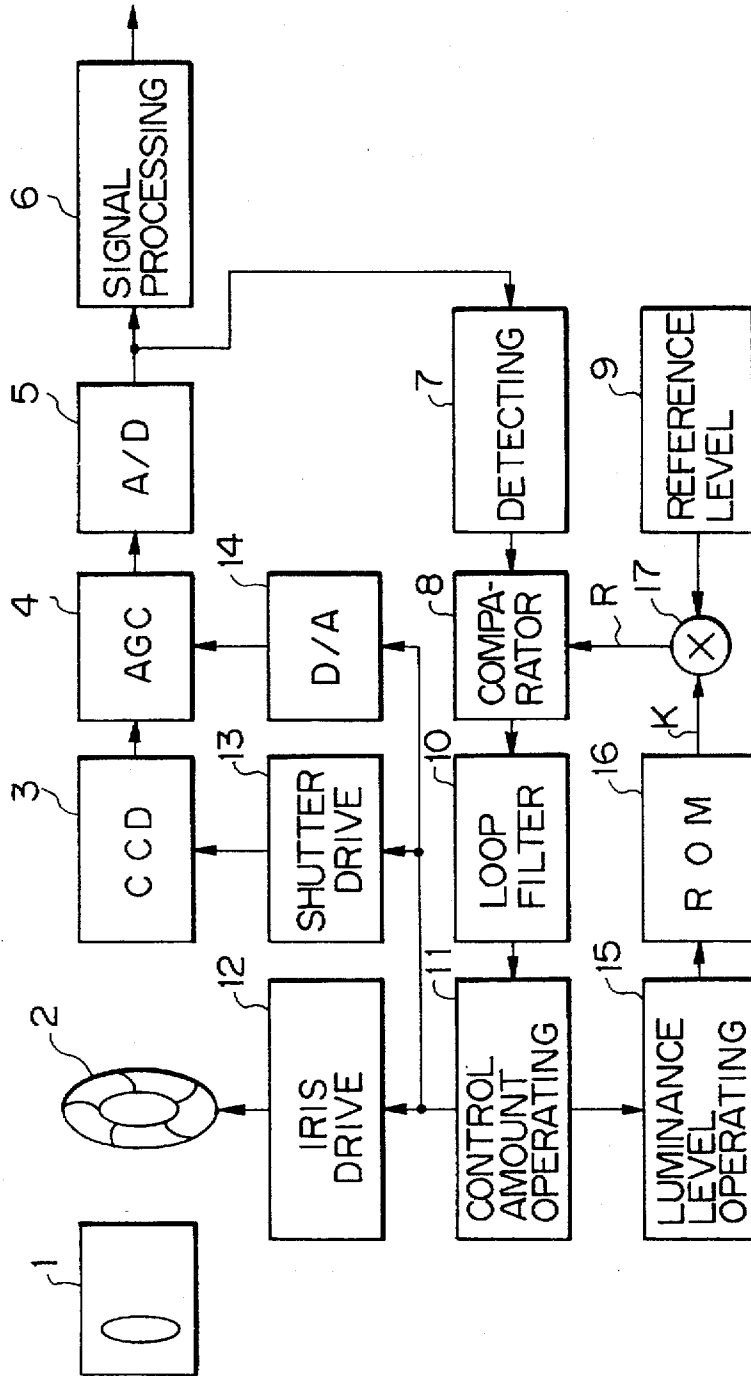 1
2
3
CCD
4
AGC
5
A/D
6
SIGNAL
PROCESSING
12
IRIS
DRIVE
13
SHUTTER
DRIVE
14
D/A
11
CONTROL
AMOUNT
OPERATING
10
LOOP
FILTER
8
COMPA-
RATOR
7
DETECTING
15
LUMINANCE
LEVEL
OPERATING
16
ROM
K
R
17
×
9
REFERENCE
LEVEL